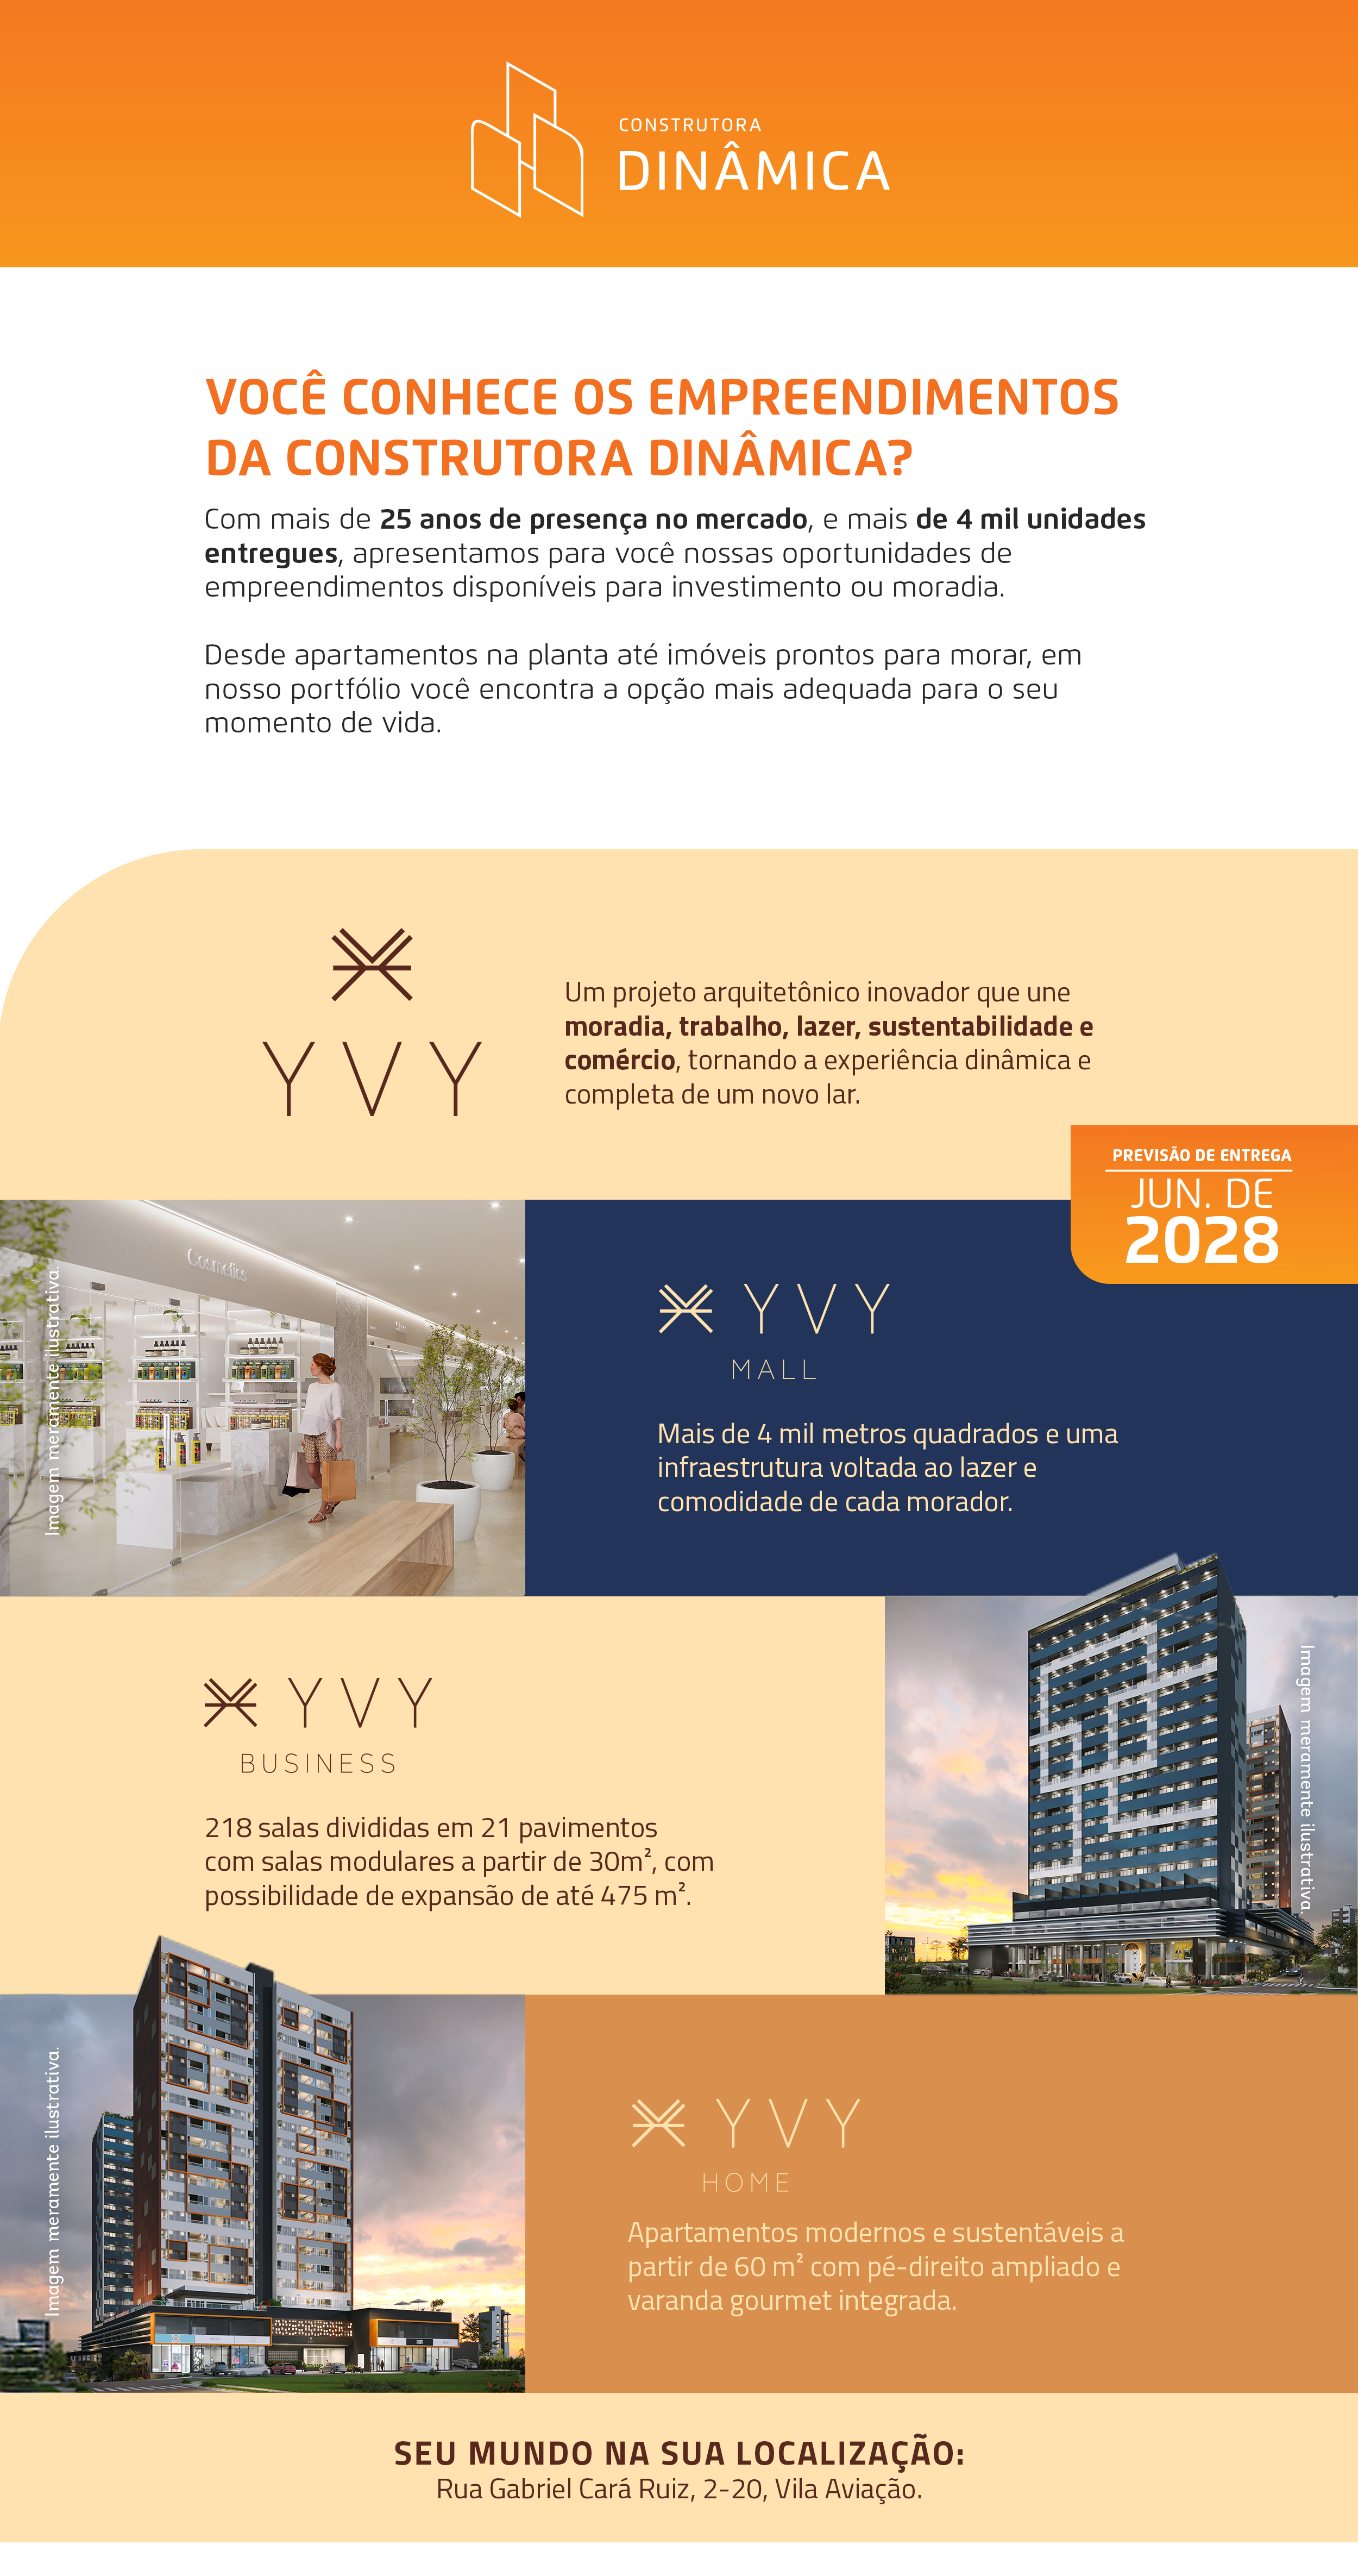 CONSTRUTORA
DINÂMICA
VOCÊ CONHECE OS EMPREENDIMENTOS
DA CONSTRUTORA DINÂMICA?
Com mais de 25 anos de presença no mercado, e mais de 4 mil unidades
entregues, apresentamos para você nossas oportunidades de
empreendimentos disponíveis para investimento ou moradia.
Desde apartamentos na planta até imóveis prontos para morar, em
nosso portfólio você encontra a opção mais adequada para o seu
momento de vida.
YVY
Um projeto arquitetônico inovador que une
moradia, trabalho, lazer, sustentabilidade e
comércio, tornando a experiência dinâmica e
completa de um novo lar.
PREVISÃO DE ENTREGA
JUN. DE
2028
Cosmetics
Imagem meramente ilustrativa.
YVY
MALL
Mais de 4 mil metros quadrados e uma
infraestrutura voltada ao lazer e
comodidade de cada morador.
YVY
BUSINESS
218 salas divididas em 21 pavimentos
com salas modulares a partir de 30m², com
possibilidade de expansão de até 475 m².
Imagem meramente ilustrativa.
Imagem meramente ilustrativa.
YVY
HOME
Apartamentos modernos e sustentáveis a
partir de 60 m² com pé-direito ampliado e
varanda gourmet integrada.
SEU MUNDO NA SUA LOCALIZAÇÃO:
Rua Gabriel Cará Ruiz, 2-20, Vila Aviação.